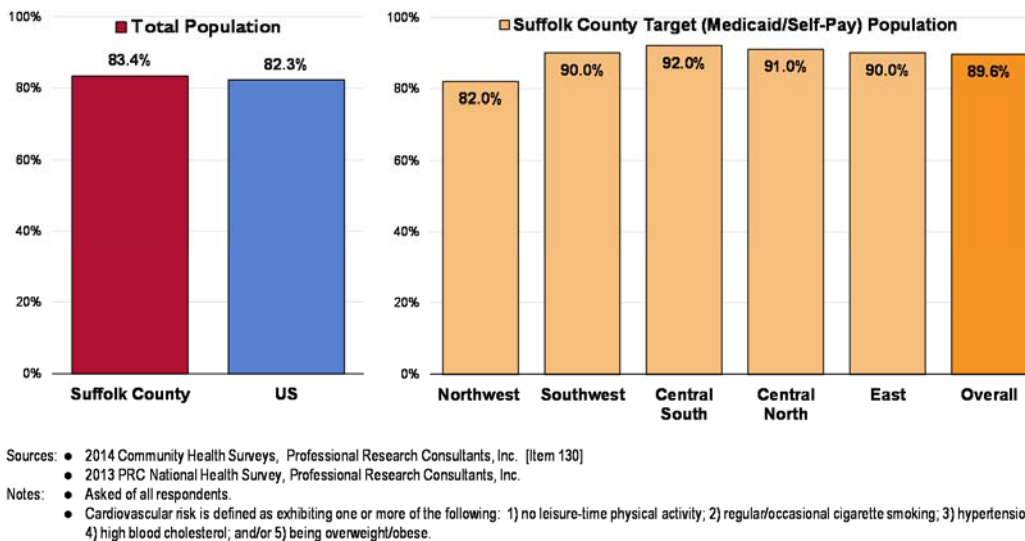 Total Population
100%
80%
60%
40%
20%
0%
83.4%
82.3%
Suffolk County
US
Suffolk County Target (Medicaid/Self-Pay) Population
100%
80%
60%
40%
20%
0%
82.0%
90.0%
92.0%
91.0%
90.0%
89.6%
Northwest
Southwest
Central
South
Central
North
East
Overall
Sources: ● 2014 Community Health Surveys, Professional Research Consultants, Inc. [Item 130]
● 2013 PRC National Health Survey, Professional Research Consultants, Inc.
Notes: ● Asked of all respondents.
● Cardiovascular risk is defined as exhibiting one or more of the following: 1) no leisure-time physical activity; 2) regular/occasional cigarette smoking; 3) hypertensio
4) high blood cholesterol; and/or 5) being overweight/obese.